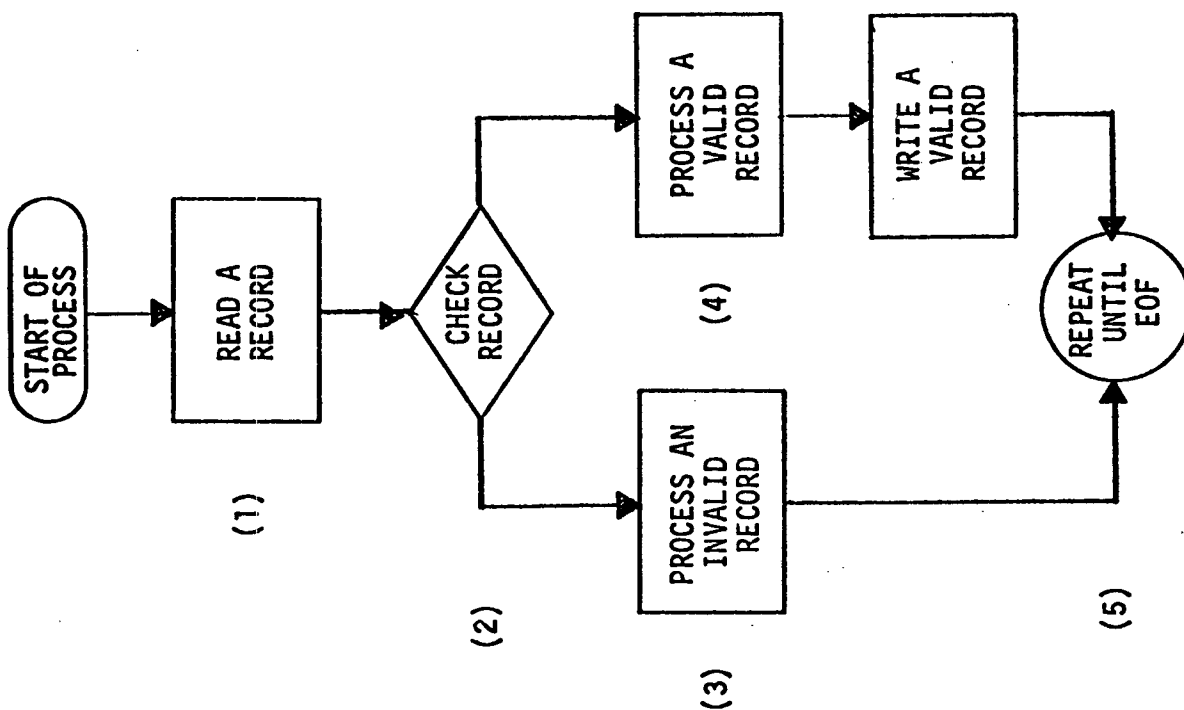 START OF
PROCESS
(1)
READ A
RECORD
(2)
CHECK
RECORD
(3)
PROCESS AN
INVALID
RECORD
(4)
PROCESS A
VALID
RECORD
WRITE A
VALID
RECORD
(5)
REPEAT
UNTIL
EOF